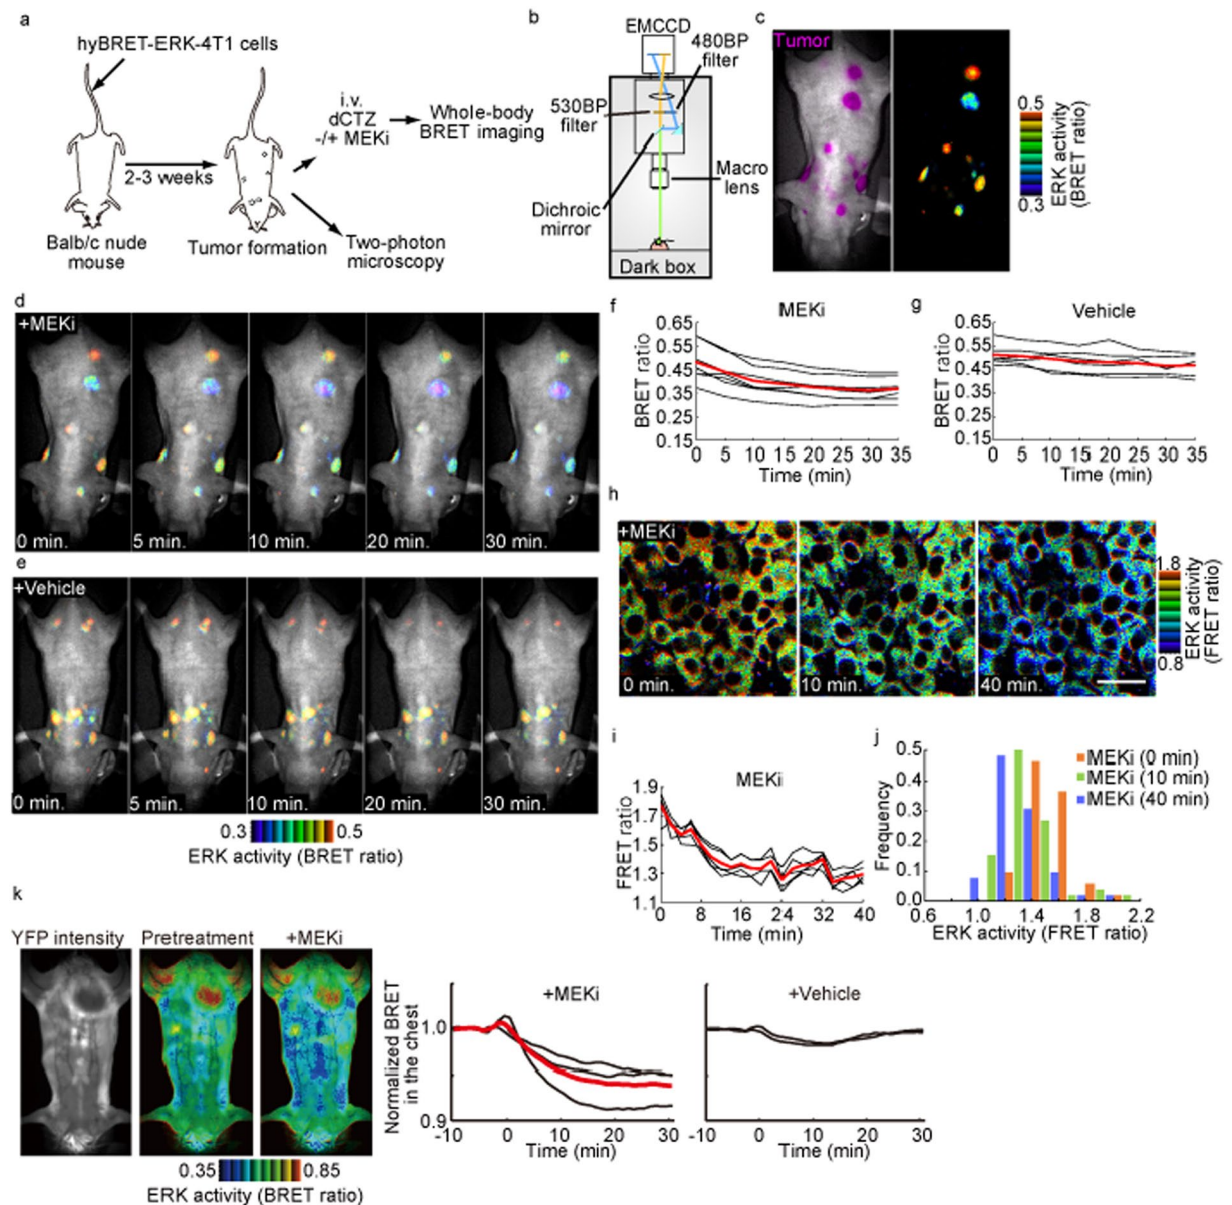 a
hyBRET-ERK-4T1 cells
i.v.
dCTZ
-/+ MEKi
Whole-body
BRET imaging
2-3 weeks
Balb/c nude
mouse
Tumor formation
Two-photon
microscopy
b
EMCCD
480BP
filter
530BP
filter
Macro
lens
Dichroic
mirror
Dark box
c
Tumor
0.5
0.3
ERK activity
(BRET ratio)
d
+MEKi
0 min.
5 min.
10 min.
20 min.
30 min.
e
+Vehicle
0 min.
5 min.
10 min.
20 min.
30 min.
0.3
0.5
ERK activity (BRET ratio)
f
MEKi
BRET ratio
0.65
0.55
0.45
0.35
0.25
0.15
0 5 10 15 20 25 30 35
Time (min)
g
Vehicle
BRET ratio
0.65
0.55
0.45
0.35
0.25
0.15
0 5 10 15 20 25 30 35
Time (min)
h
+MEKi
0 min.
10 min.
40 min.
1.8
0.8
ERK activity
(FRET ratio)
i
MEKi
FRET ratio
1.9
1.7
1.5
1.3
1.1
0 8 16 24 32 40
Time (min)
j
Frequency
0.5
0.4
0.3
0.2
0.1
0.0
MEKi (0 min)
MEKi (10 min)
MEKi (40 min)
0.6 1.0 1.4 1.8 2.2
ERK activity (FRET ratio)
k
YFP intensity
Pretreatment
+MEKi
0.35
0.85
ERK activity (BRET ratio)
Normalized BRET
in the chest
+MEKi
1.0
0.9
-10 0 10 20 30
Time (min)
+Vehicle
-10 0 10 20 30
Time (min)